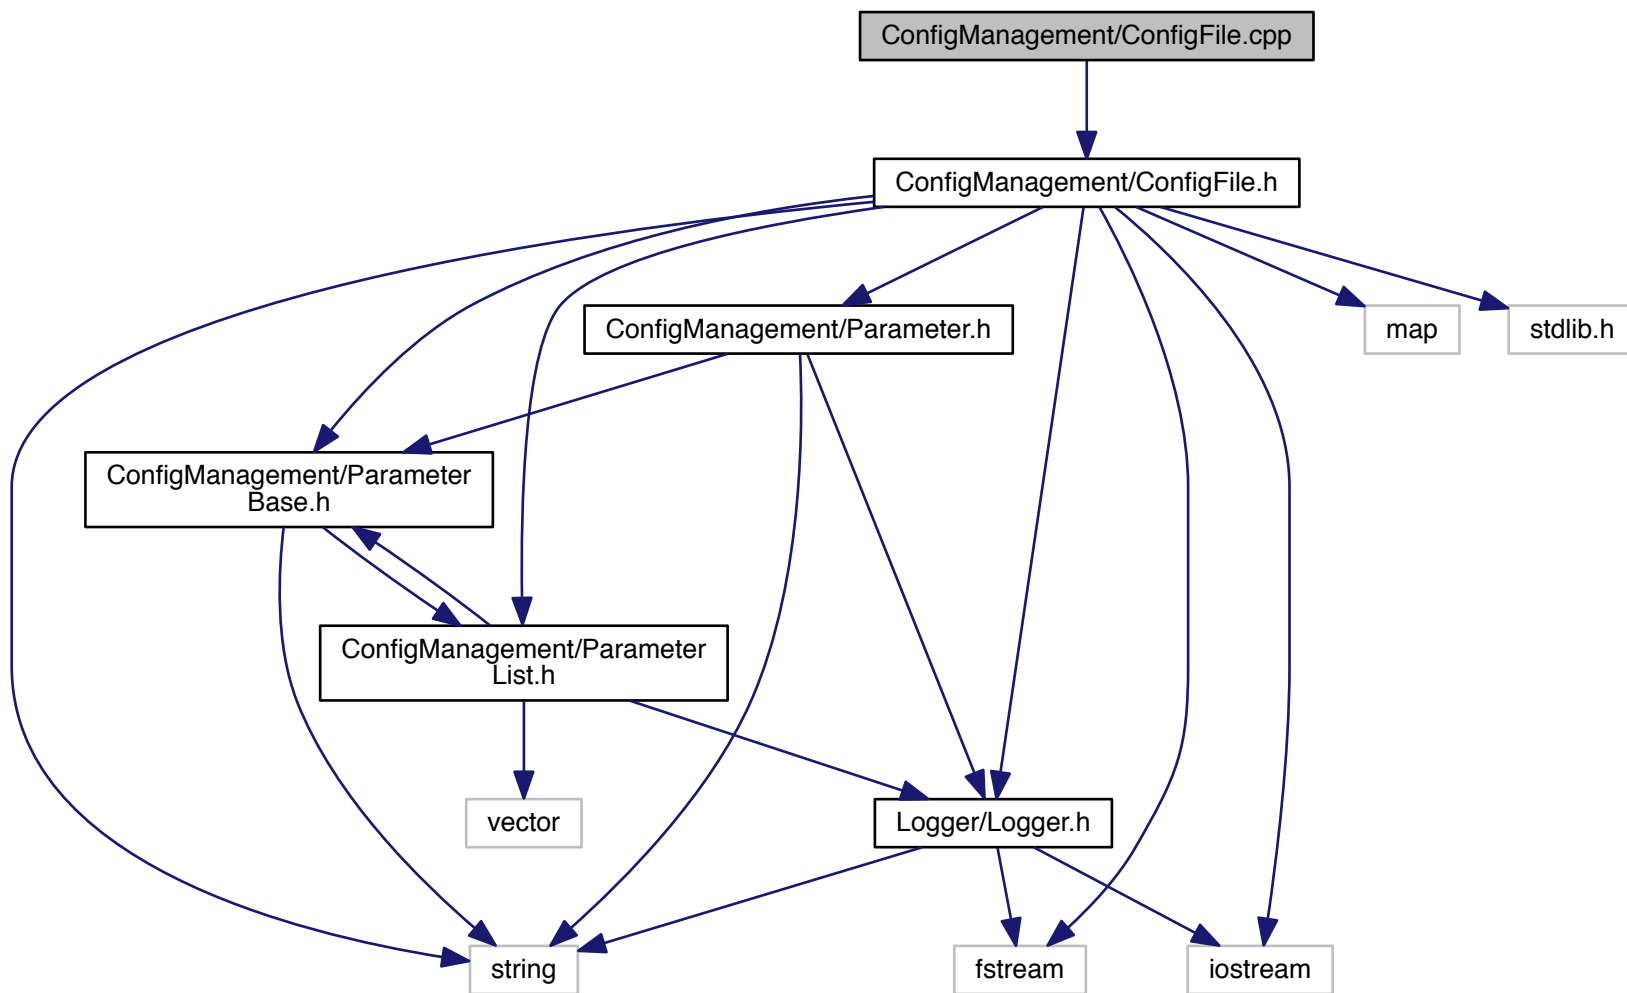 ConfigManagement/ConfigFile.cpp
ConfigManagement/ConfigFile.h
ConfigManagement/Parameter.h
map
stdlib.h
ConfigManagement/Parameter
Base.h
ConfigManagement/Parameter
List.h
vector
Logger/Logger.h
string
fstream
iostream